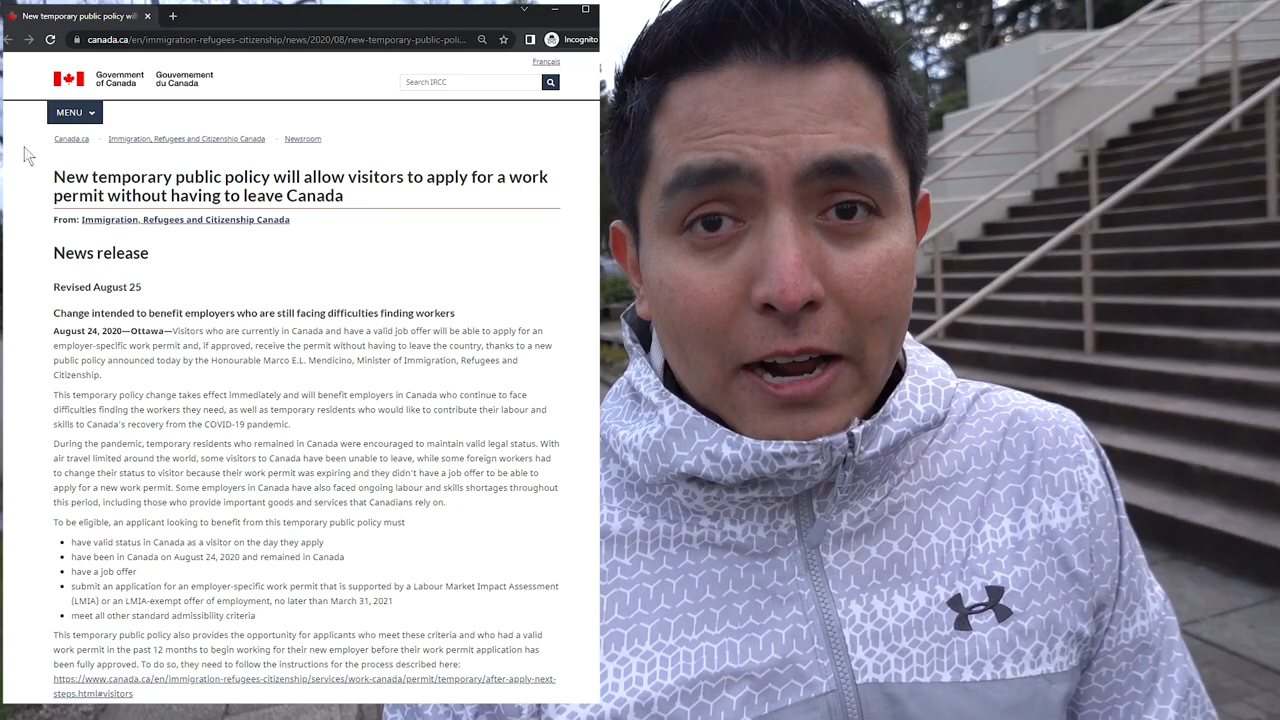 New temporary public policy wil
canada.ca/en/immigration-refugees-citizenship/news/2020/08/new-temporary-public-poli...
Incognito
Français
Government of Canada
Gouvernement du Canada
Search IRCC
MENU
Canada.ca
Immigration, Refugees and Citizenship Canada
Newsroom
New temporary public policy will allow visitors to apply for a work
permit without having to leave Canada
From: Immigration, Refugees and Citizenship Canada
News release
Revised August 25
Change intended to benefit employers who are still facing difficulties finding workers
August 24, 2020—Ottawa—Visitors who are currently in Canada and have a valid job offer will be able to apply for an
employer-specific work permit and, if approved, receive the permit without having to leave the country, thanks to a new
public policy announced today by the Honourable Marco E.L. Mendicino, Minister of Immigration, Refugees and
Citizenship.
This temporary policy change takes effect immediately and will benefit employers in Canada who continue to face
difficulties finding the workers they need, as well as temporary residents who would like to contribute their labour and
skills to Canada's recovery from the COVID-19 pandemic.
During the pandemic, temporary residents who remained in Canada were encouraged to maintain valid legal status. With
air travel limited around the world, some visitors to Canada have been unable to leave, while some foreign workers had
to change their status to visitor because their work permit was expiring and they didn't have a job offer to be able to
apply for a new work permit. Some employers in Canada have also faced ongoing labour and skills shortages throughout
this period, including those who provide important goods and services that Canadians rely on.
To be eligible, an applicant looking to benefit from this temporary public policy must
• have valid status in Canada as a visitor on the day they apply
• have been in Canada on August 24, 2020 and remained in Canada
• have a job offer
• submit an application for an employer-specific work permit that is supported by a Labour Market Impact Assessment
(LMIA) or an LMIA-exempt offer of employment, no later than March 31, 2021
• meet all other standard admissibility criteria
This temporary public policy also provides the opportunity for applicants who meet these criteria and who had a valid
work permit in the past 12 months to begin working for their new employer before their work permit application has
been fully approved. To do so, they need to follow the instructions for the process described here:
https://www.canada.ca/en/immigration-refugees-citizenship/services/work-canada/permit/temporary/after-apply-next-
steps.html#visitors